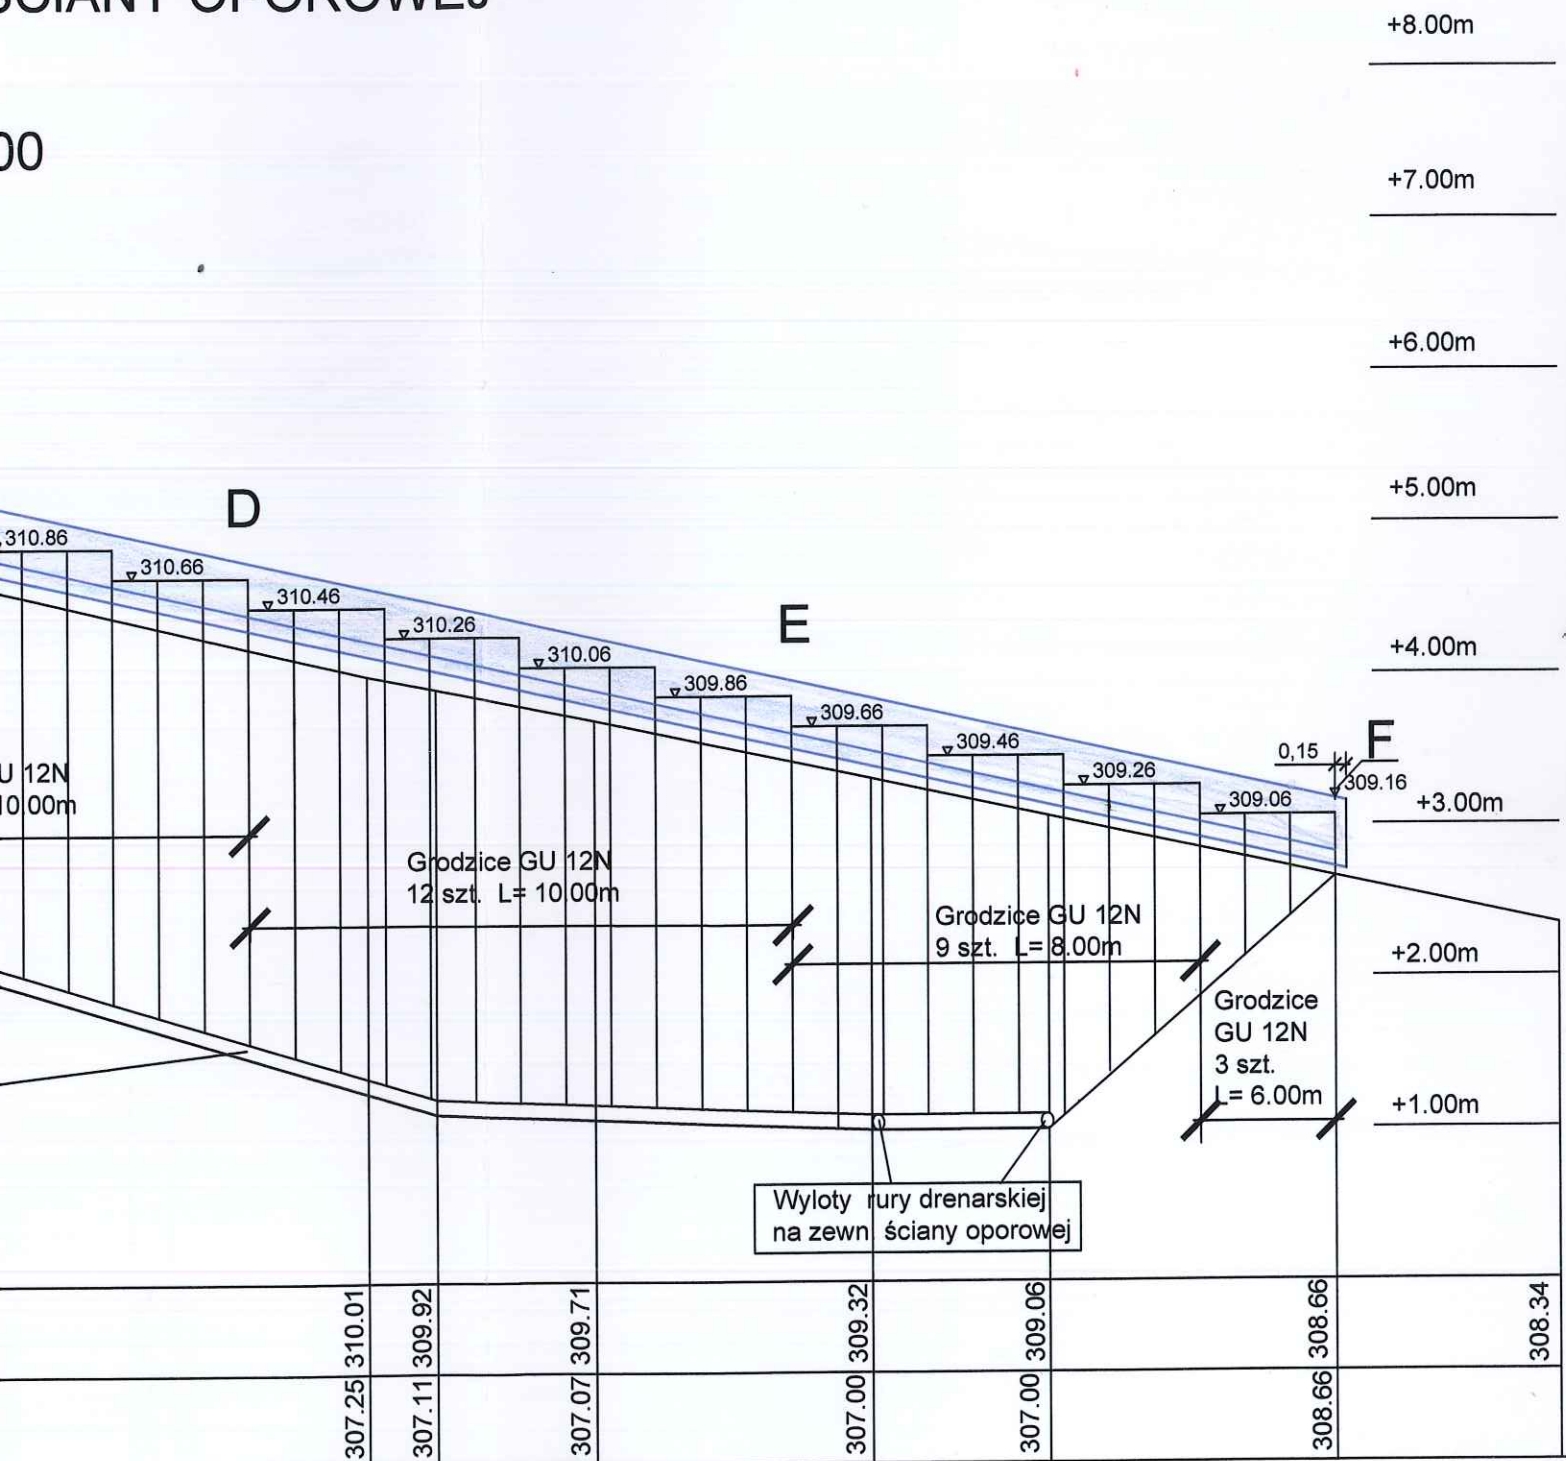 ŚCIANY OPOROWEJ
00
+8.00m
+7.00m
+6.00m
+5.00m
+4.00m
+3.00m
+2.00m
+1.00m
D
E
F
310.86
310.66
310.46
310.26
310.06
309.86
309.66
309.46
309.26
309.06
0,15
309.16
U 12N
10.00m
Grodzice GU 12N
12 szt. L= 10.00m
Grodzice GU 12N
9 szt. L= 8.00m
Grodzice
GU 12N
3 szt.
L= 6.00m
Wyloty rury drenarskiej
na zewn. ściany oporowej
310.01
309.92
309.71
309.32
309.06
308.66
308.34
307.25
307.11
307.07
307.00
307.00
308.66